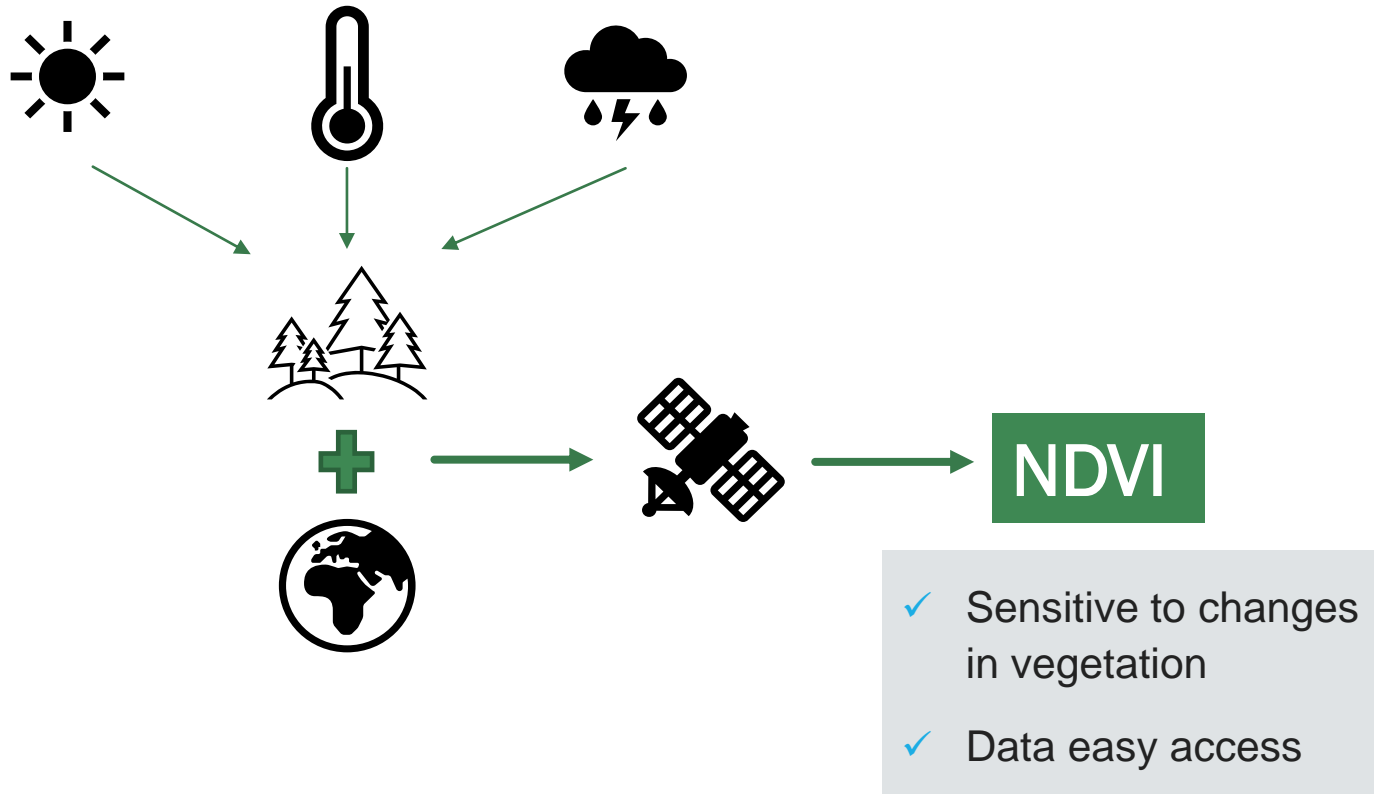 NDVI
✓ Sensitive to changes
in vegetation
✓ Data easy access